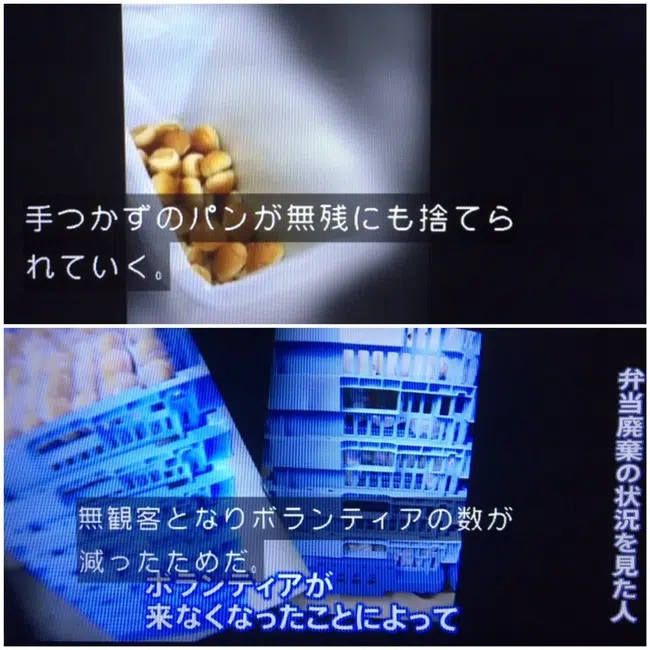 手つかずのパンが無残にも捨てら
れていく。
弁当廃棄の状況を見た人
無観客となりボランティアの数が
減ったためだ。
ボランティアが
来なくなったことによって